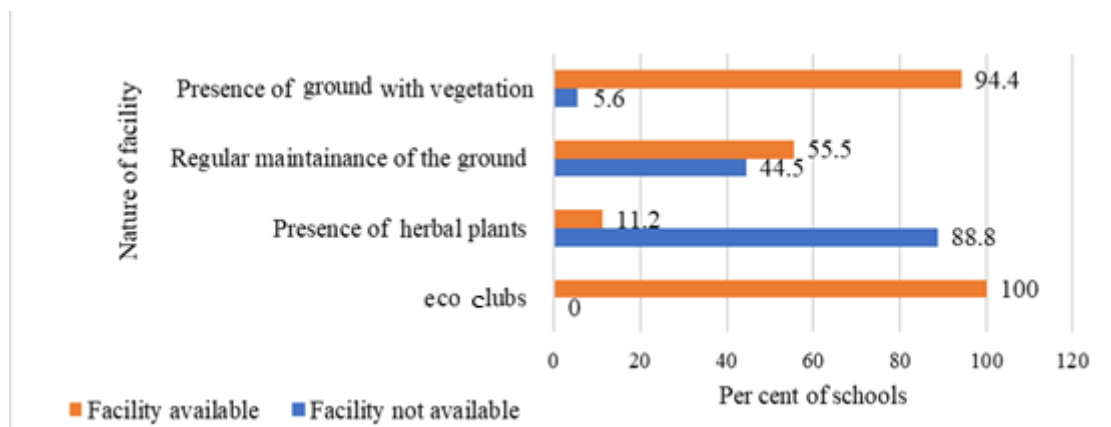 Nature of facility
Presence of ground with vegetation
94.4
5.6
Regular maintainance of the ground
55.5
44.5
Presence of herbal plants
11.2
88.8
eco clubs
100
0
0 20 40 60 80 100 120
Per cent of schools
Facility available Facility not available